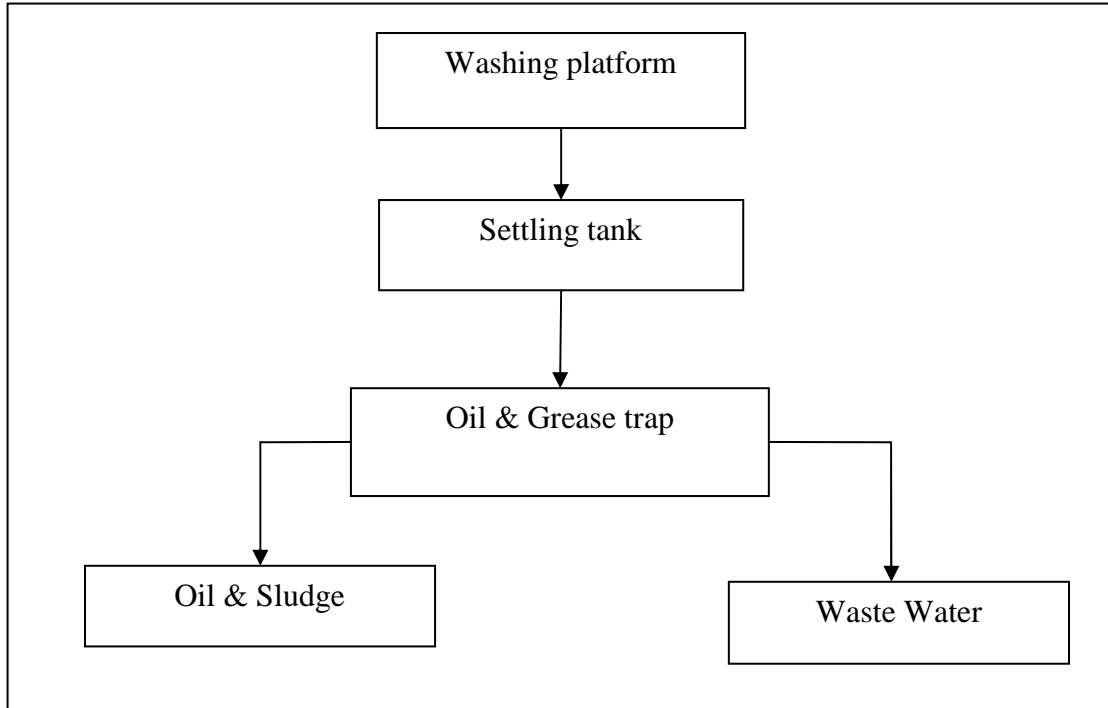 Washing platform
Settling tank
Oil & Grease trap
Oil & Sludge
Waste Water